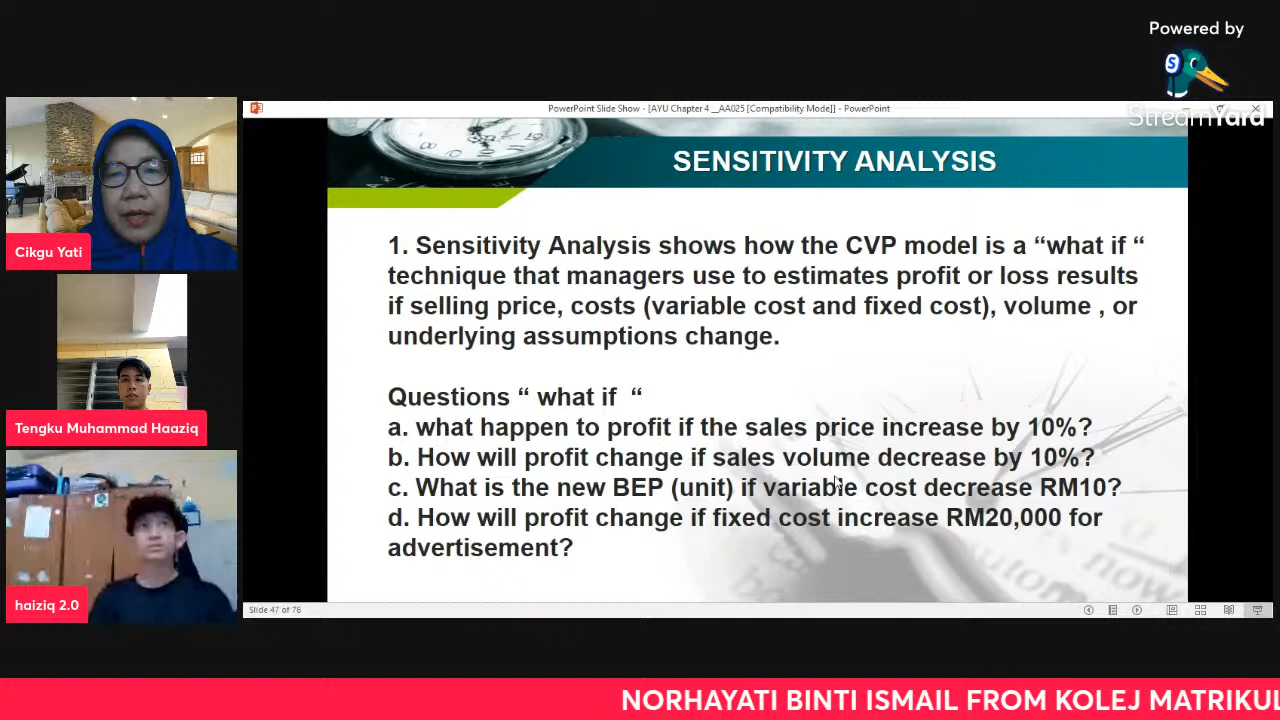 Powered by
StreamYard
PowerPoint Slide Show - [AYU Chapter 4 __AA025 [Compatibility Mode]] - PowerPoint
SENSITIVITY ANALYSIS
1. Sensitivity Analysis shows how the CVP model is a “what if “
technique that managers use to estimates profit or loss results
if selling price, costs (variable cost and fixed cost), volume , or
underlying assumptions change.
Questions “ what if “
a. what happen to profit if the sales price increase by 10%?
b. How will profit change if sales volume decrease by 10%?
c. What is the new BEP (unit) if variable cost decrease RM10?
d. How will profit change if fixed cost increase RM20,000 for
advertisement?
Slide 47 of 76
Cikgu Yati
Tengku Muhammad Haaziq
haiziq 2.0
NORHAYATI BINTI ISMAIL FROM KOLEJ MATRIKUL